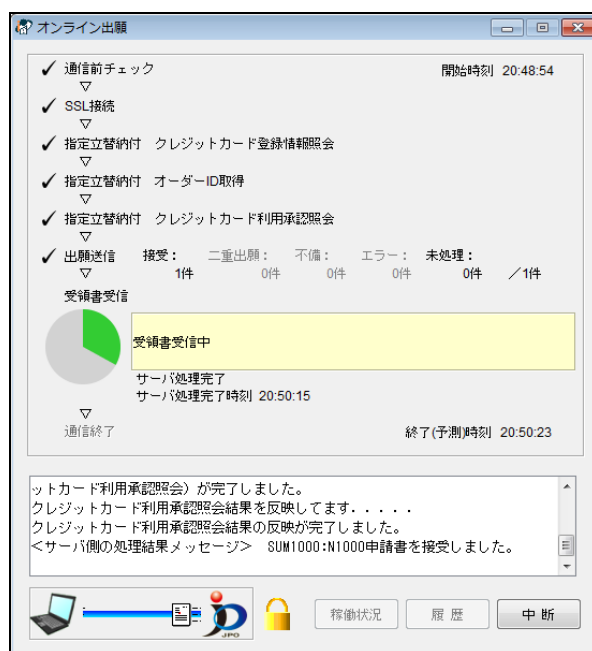 オンライン出願
✓ 通信前チェック 開始時刻 20:48:54
▽
✓ SSL接続
▽
✓ 指定立替納付 クレジットカード登録情報照会
▽
✓ 指定立替納付 オーダーID取得
▽
✓ 指定立替納付 クレジットカード利用承認照会
▽
✓ 出願送信 接受： 二重出願： 不備： エラー： 未処理：
▽ 1件 0件 0件 0件 0件 ／1件
受領書受信
受領書受信中
サーバ処理完了
サーバ処理完了時刻 20:50:15
▽
通信終了 終了(予測)時刻 20:50:23
ットカード利用承認照会）が完了しました。
クレジットカード利用承認照会結果を反映してます．．．．．
クレジットカード利用承認照会結果の反映が完了しました。
＜サーバ側の処理結果メッセージ＞ SUM1000:N1000申請書を接受しました。
JPO
稼働状況 履 歴 中 断